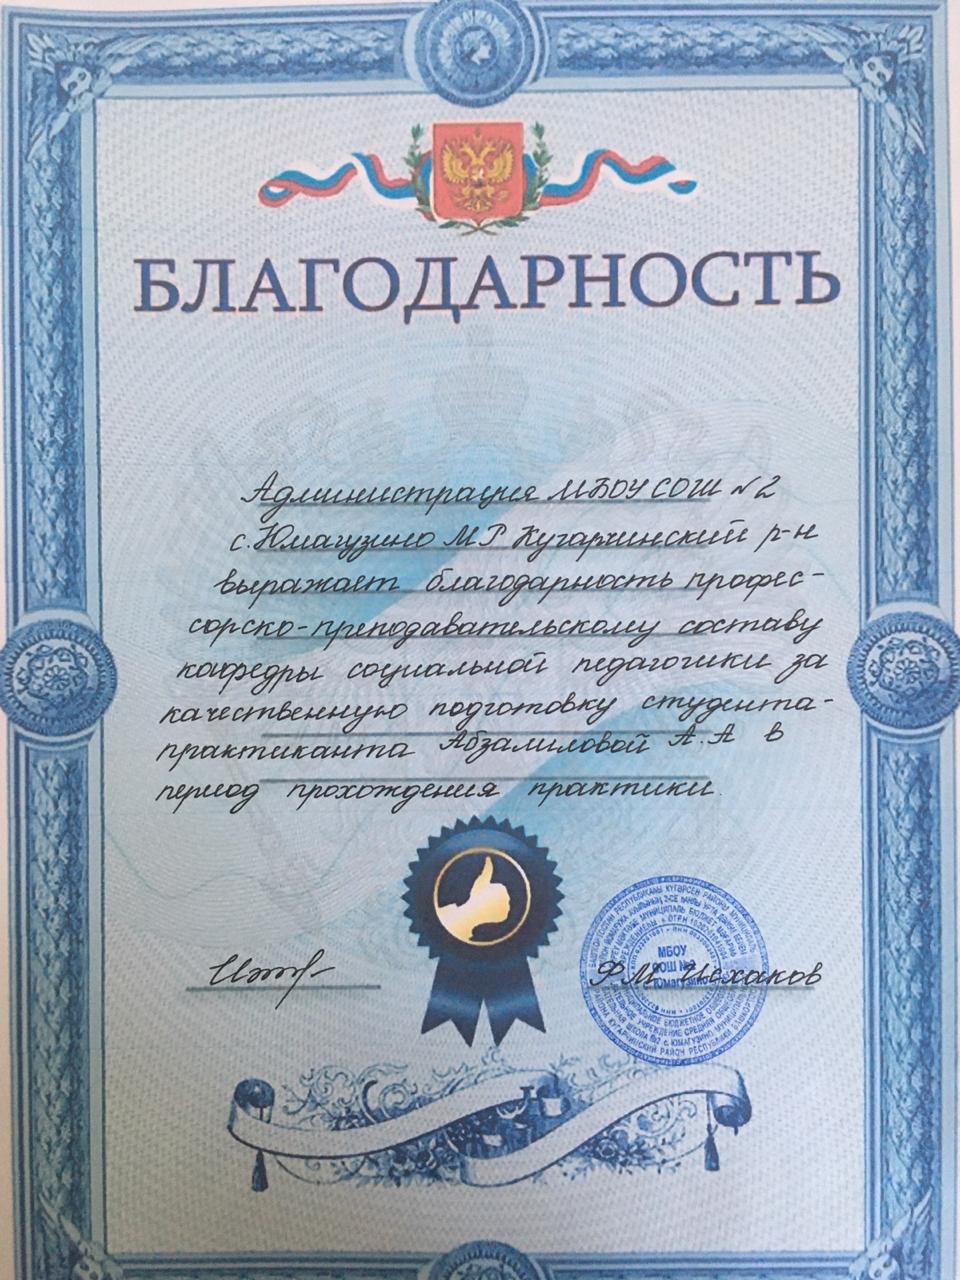 БЛАГОДАРНОСТЬ
Администрация МБОУ СОШ №2
с. Юмагузино МР Кугарчинский р-н
выражает благодарность профес-
сорско-преподавательскому составу
кафедры социальной педагогики за
качественную подготовку студента-
практиканта Абзалиловой А.А в
период прохождения практики.
Ф.М. Исхаков
МБОУ
СОШ №2
с. Юмагузино